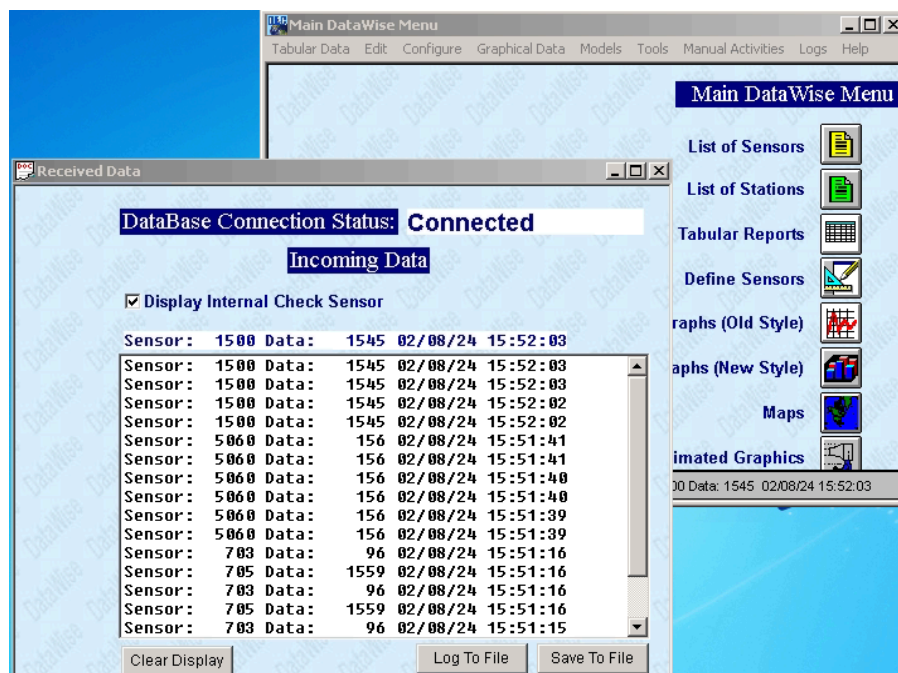 Main DataWise Menu
Tabular Data Edit Configure Graphical Data Models Tools Manual Activities Logs Help
Main DataWise Menu
List of Sensors
List of Stations
Tabular Reports
Define Sensors
raphs (Old Style)
aphs (New Style)
Maps
imated Graphics
00 Data: 1545 02/08/24 15:52:03
Received Data
DataBase Connection Status: Connected
Incoming Data
Display Internal Check Sensor
Sensor: 1500 Data: 1545 02/08/24 15:52:03
Sensor: 1500 Data: 1545 02/08/24 15:52:03
Sensor: 1500 Data: 1545 02/08/24 15:52:03
Sensor: 1500 Data: 1545 02/08/24 15:52:02
Sensor: 1500 Data: 1545 02/08/24 15:52:02
Sensor: 5060 Data: 156 02/08/24 15:51:41
Sensor: 5060 Data: 156 02/08/24 15:51:41
Sensor: 5060 Data: 156 02/08/24 15:51:40
Sensor: 5060 Data: 156 02/08/24 15:51:40
Sensor: 5060 Data: 156 02/08/24 15:51:39
Sensor: 5060 Data: 156 02/08/24 15:51:39
Sensor: 703 Data: 96 02/08/24 15:51:16
Sensor: 705 Data: 1559 02/08/24 15:51:16
Sensor: 703 Data: 96 02/08/24 15:51:16
Sensor: 705 Data: 1559 02/08/24 15:51:16
Sensor: 703 Data: 96 02/08/24 15:51:15
Clear Display Log To File Save To File